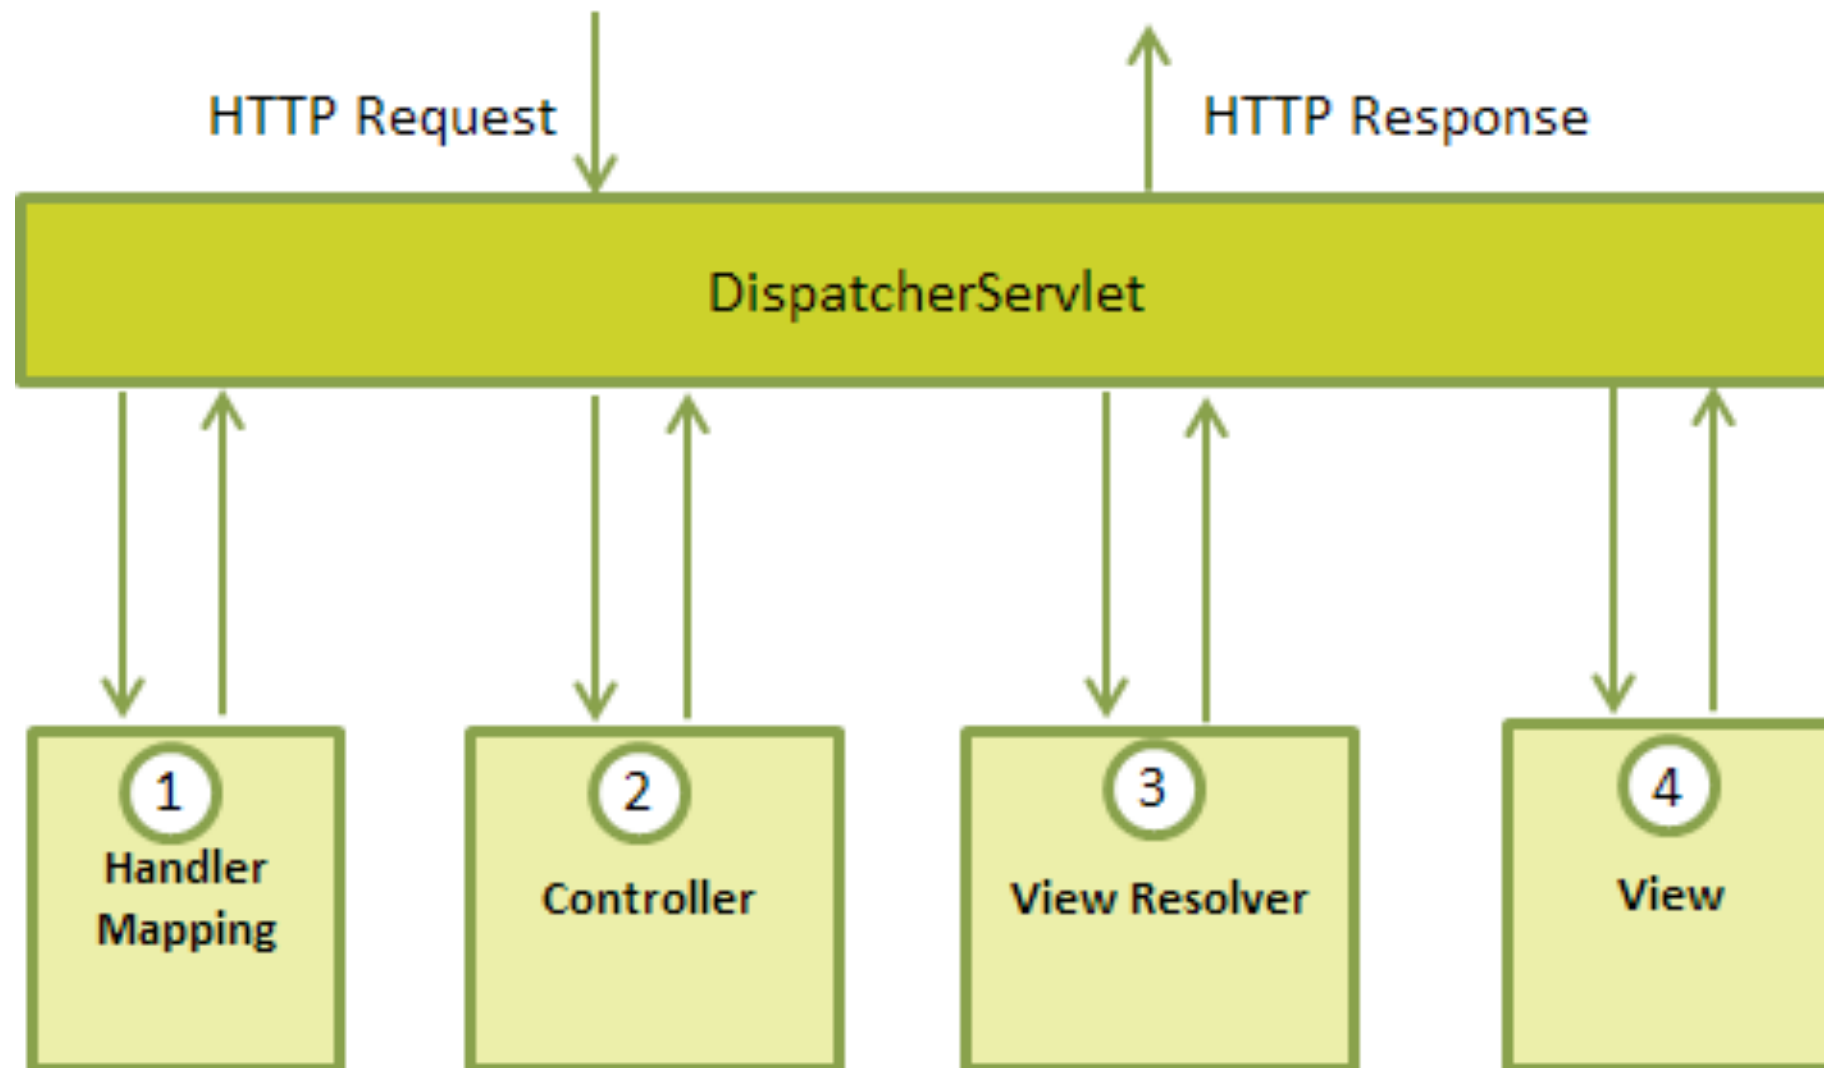 HTTP Request
HTTP Response
DispatcherServlet
1
Handler
Mapping
2
Controller
3
View Resolver
4
View